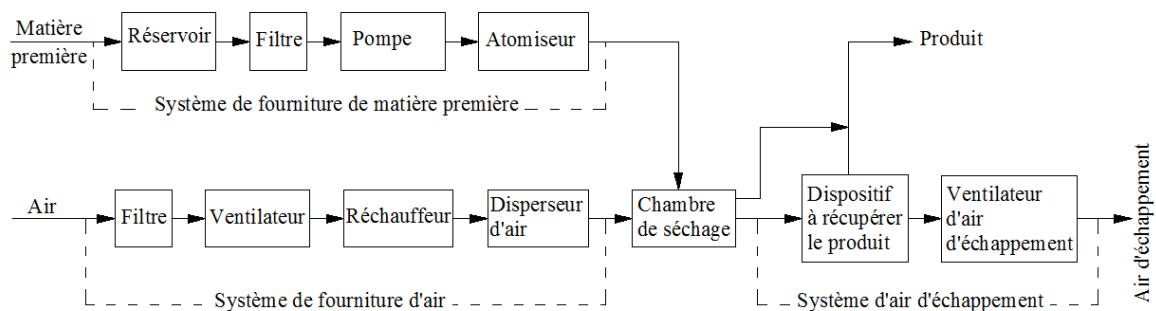 Matière
première
Réservoir
Filtre
Pompe
Atomiseur
Produit
Système de fourniture de matière première
Air
Filtre
Ventilateur
Réchauffeur
Disperseur
d'air
Chambre
de séchage
Dispositif
à récupérer
le produit
Ventilateur
d'air
d'échappement
Air d'échappement
Système de fourniture d'air
Système d'air d'échappement